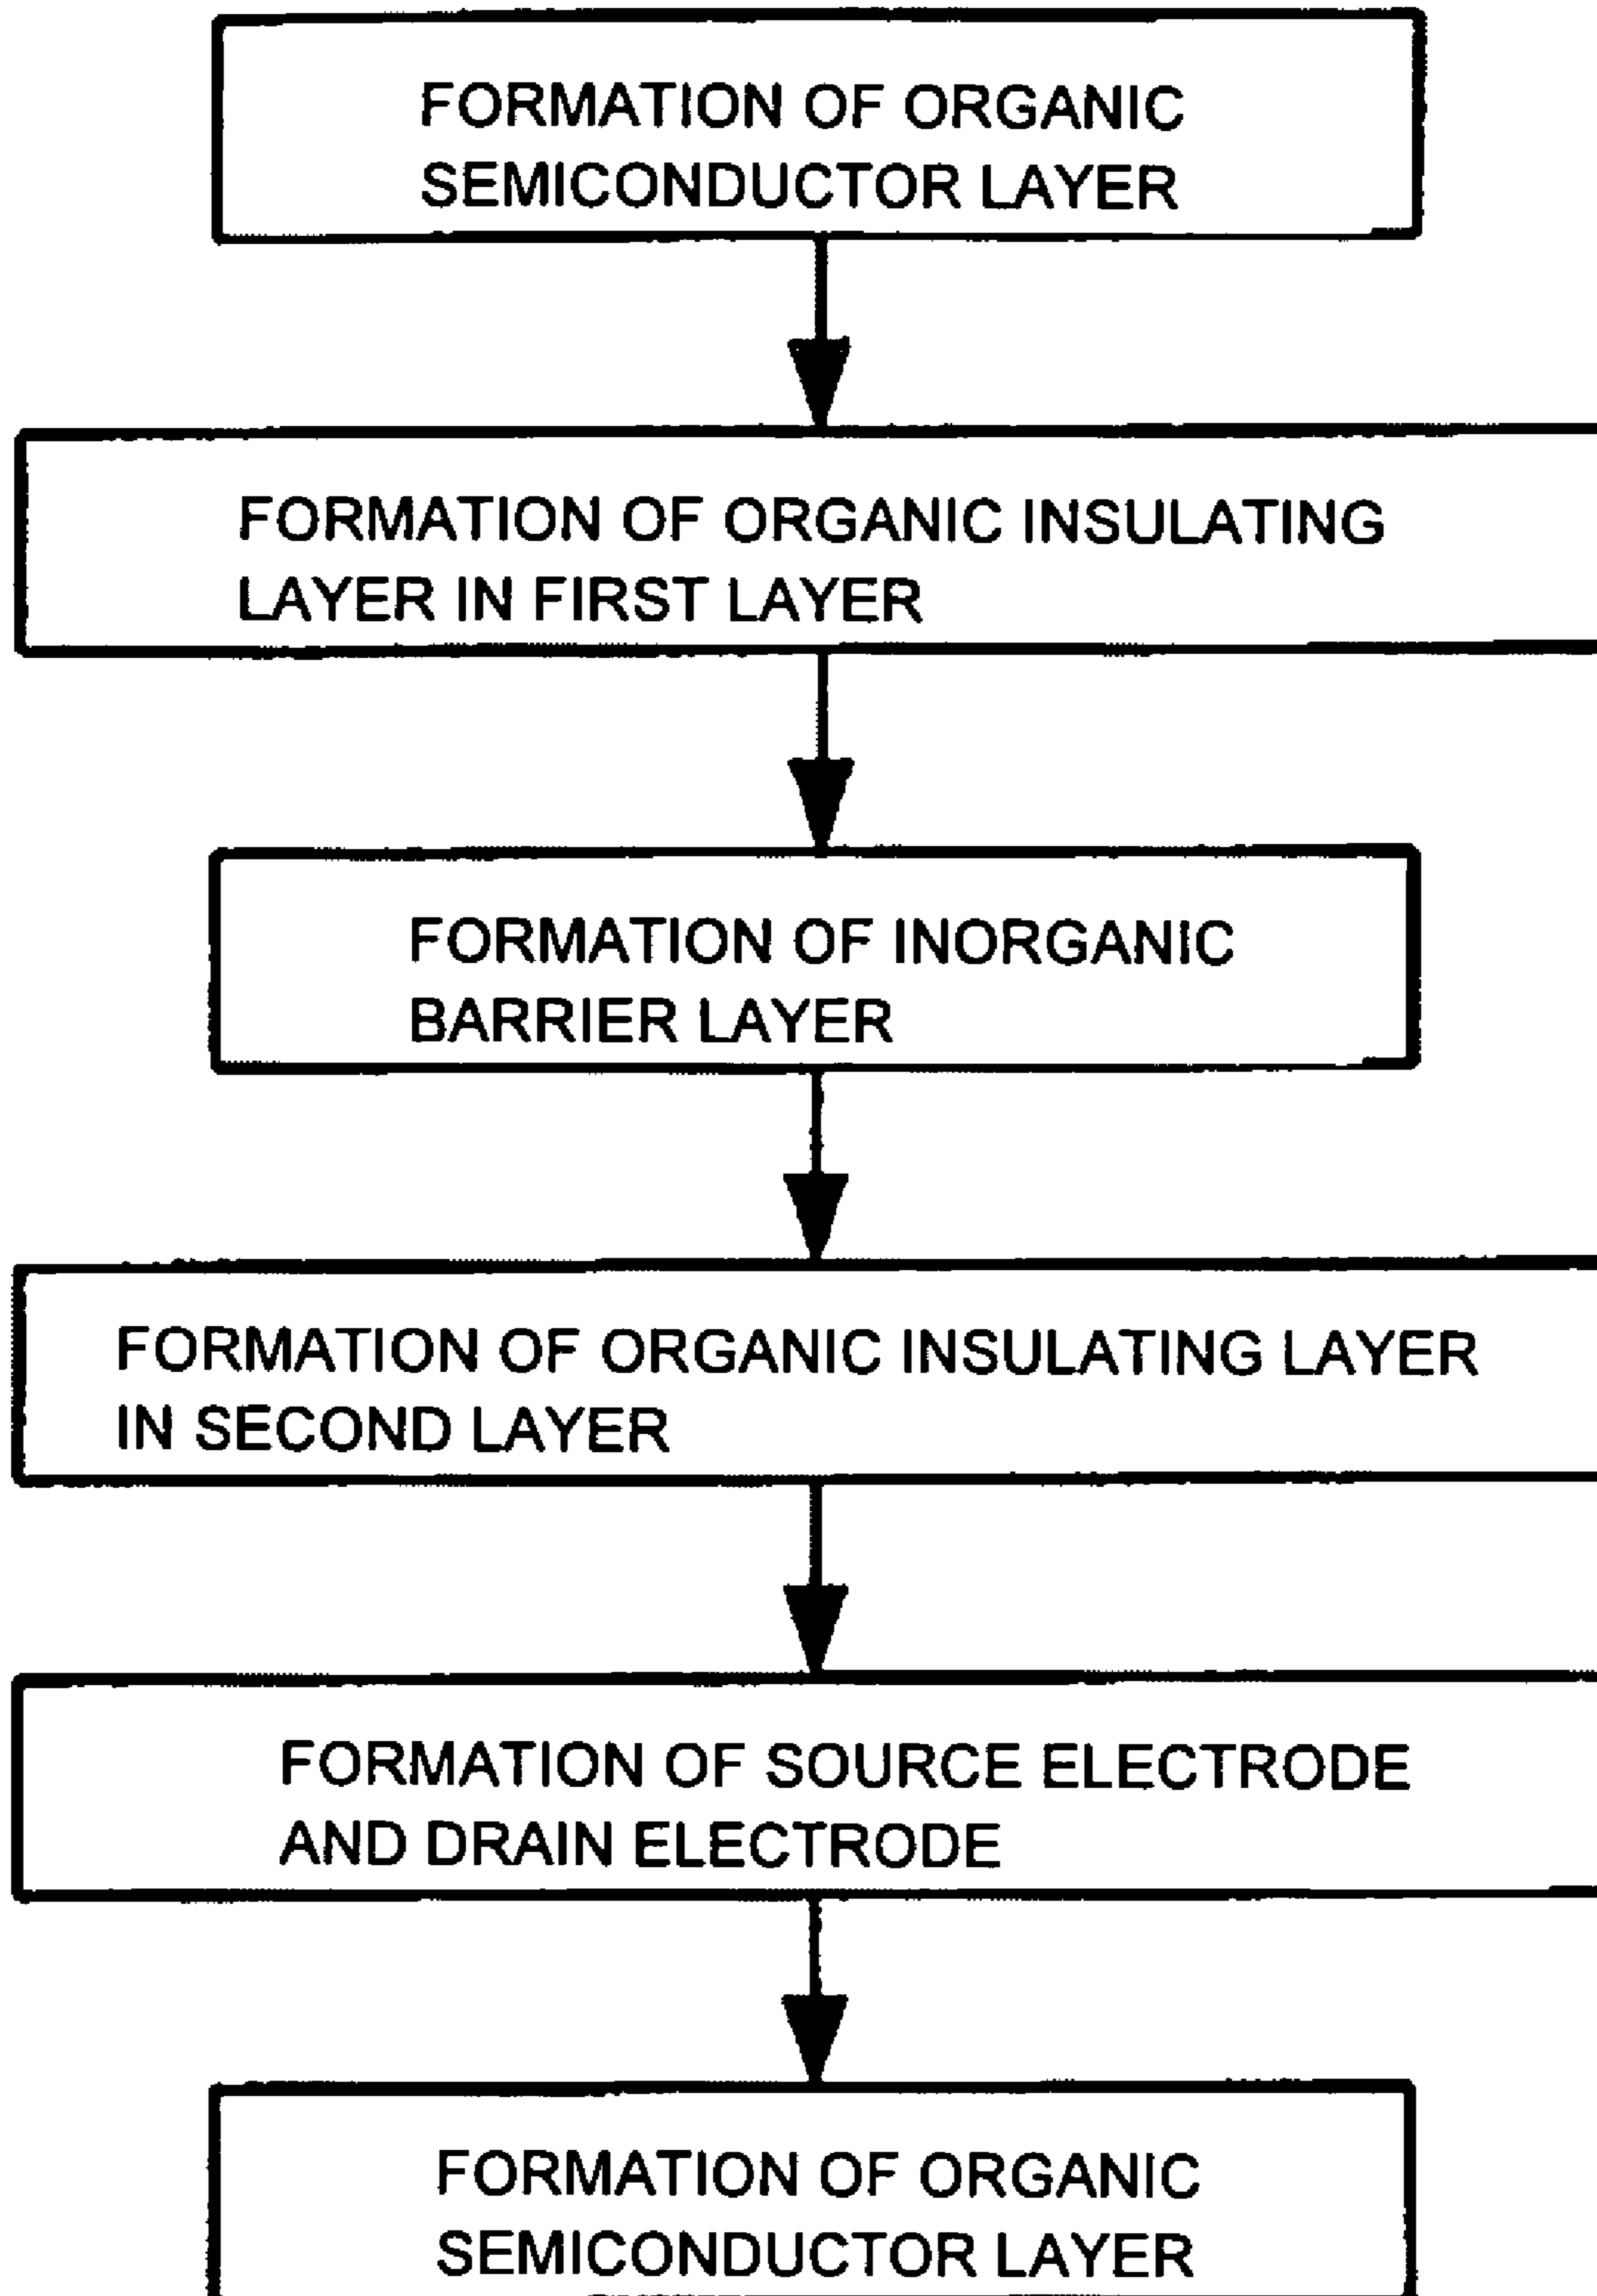 FORMATION OF ORGANIC
SEMICONDUCTOR LAYER
FORMATION OF ORGANIC INSULATING
LAYER IN FIRST LAYER
FORMATION OF INORGANIC
BARRIER LAYER
FORMATION OF ORGANIC INSULATING LAYER
IN SECOND LAYER
FORMATION OF SOURCE ELECTRODE
AND DRAIN ELECTRODE
FORMATION OF ORGANIC
SEMICONDUCTOR LAYER